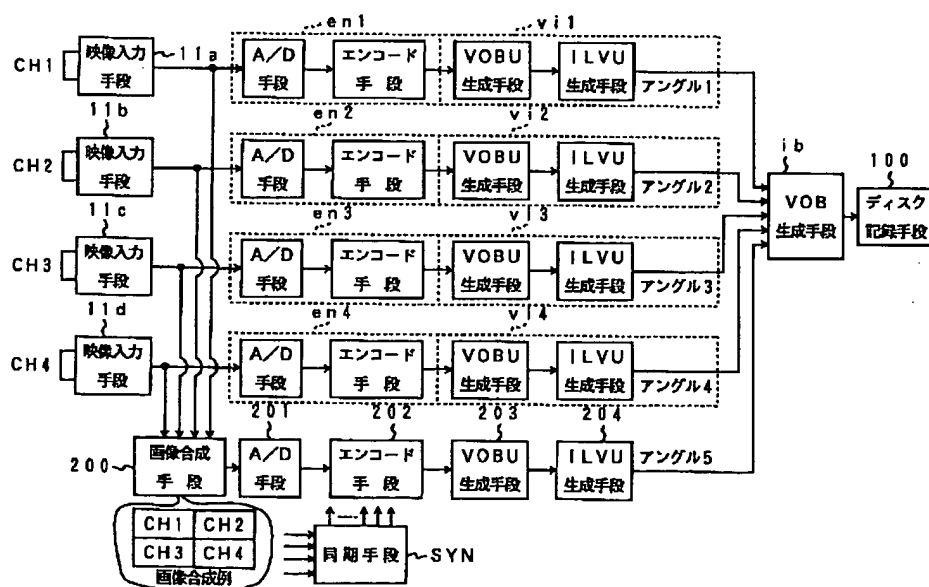 en1
vi1
CH1
映像入力
手段
11a
A/D
手段
エンコード
手 段
VOBU
生成手段
ILVU
生成手段
アングル1
11b
en2
vi2
CH2
映像入力
手段
A/D
手段
エンコード
手 段
VOBU
生成手段
ILVU
生成手段
アングル2
ib
100
VOB
生成手段
ディスク
記録手段
11c
en3
vi3
CH3
映像入力
手段
A/D
手段
エンコード
手 段
VOBU
生成手段
ILVU
生成手段
アングル3
11d
en4
vi4
CH4
映像入力
手段
A/D
手段
エンコード
手 段
VOBU
生成手段
ILVU
生成手段
アングル4
201
202
203
204
200
画像合成
手 段
A/D
手段
エンコード
手 段
VOBU
生成手段
ILVU
生成手段
アングル5
CH1 CH2
CH3 CH4
画像合成例
同期手段
SYN